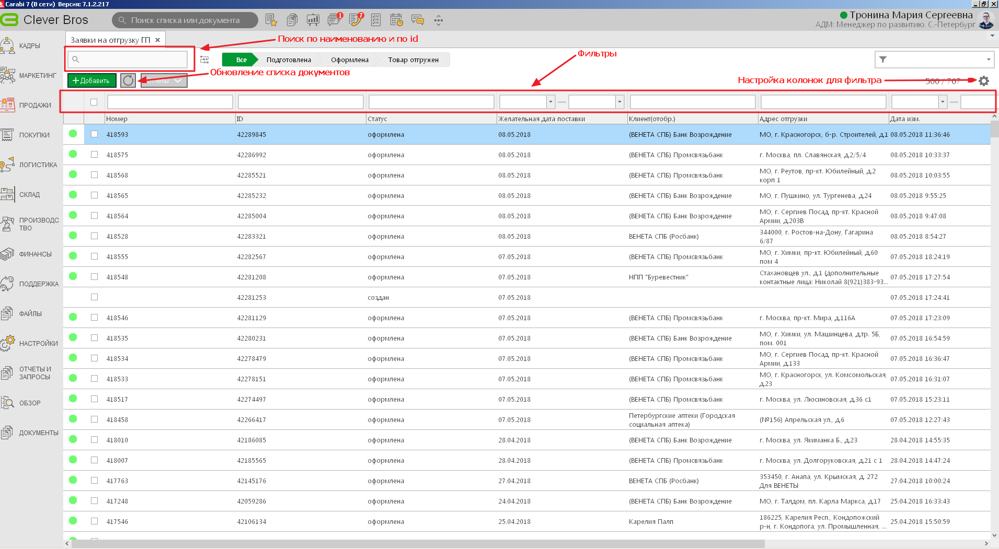 Carabi 7 (В сети)  Версия: 7.1.2.217
Clever Bros
Поиск списка или документа
1
7
Тронина Мария Сергеевна
АДМ: Менеджер по развитию. С.-Петербург
КАДРЫ
МАРКЕТИНГ
ПРОДАЖИ
ПОКУПКИ
ЛОГИСТИКА
СКЛАД
ПРОИЗВОДС
ТВО
ФИНАНСЫ
ПОДДЕРЖКА
ФАЙЛЫ
НАСТРОЙКИ
ОТЧЕТЫ И
ЗАПРОСЫ
ОБЗОР
ДОКУМЕНТЫ
Заявки на отгрузку ГП
Поиск по наименованию и по id
Все Подготовлена Оформлена Товар отгружен
Фильтры
Обновление списка документов
Добавить
Отчеты
Настройка колонок для фильтра
500 / 767
Номер ID Статус Желательная дата поставки Клиент(отобр.) Адрес отгрузки Дата изм.
418593 42289845 оформлена 08.05.2018 (ВЕНЕТА СПБ) Банк Возрождение МО, г. Красногорск, б-р. Строителей, д.1 08.05.2018 11:36:46
418575 42286992 оформлена 08.05.2018 (ВЕНЕТА СПБ) Промсвязьбанк г. Москва, пл. Славянская, д.2/5/4 08.05.2018 10:33:37
418568 42285521 оформлена 08.05.2018 (ВЕНЕТА СПБ) Промсвязьбанк МО, г. Реутов, пр-кт. Юбилейный, д.2
корп 1 08.05.2018 10:03:55
418565 42285232 оформлена 08.05.2018 (ВЕНЕТА СПБ) Банк Возрождение МО, г. Пушкино, ул. Тургенева, д.24 08.05.2018 9:55:25
418564 42285004 оформлена 08.05.2018 (ВЕНЕТА СПБ) Банк Возрождение МО, г. Сергиев Посад, пр-кт. Красной
Армии, д.203В 08.05.2018 9:47:08
418528 42283321 оформлена 08.05.2018 ВЕНЕТА СПБ (Росбанк) 344000, г. Ростов-на-Дону, Гагарина
6/87 08.05.2018 8:54:27
418555 42282567 оформлена 07.05.2018 (ВЕНЕТА СПБ) Промсвязьбанк МО, г. Химки, пр-кт. Юбилейный, д.60
пом 4 07.05.2018 18:24:19
418548 42281208 оформлена 07.05.2018 НПП "Буревестник" Стахановцев ул., д.1 (дополнительные
контактные лица: Николай 8(921)383-93... 07.05.2018 17:27:54
42281253 создан 07.05.2018 07.05.2018 17:24:41
418546 42281129 оформлена 07.05.2018 (ВЕНЕТА СПБ) Промсвязьбанк г. Москва, пр-кт. Мира, д.116А 07.05.2018 17:23:09
418535 42280231 оформлена 07.05.2018 (ВЕНЕТА СПБ) Банк Возрождение МО, г. Химки, ул. Машинцева, д.тр. 5Б,
пом. 001 07.05.2018 16:54:59
418534 42278479 оформлена 07.05.2018 (ВЕНЕТА СПБ) Промсвязьбанк МО, г. Сергиев Посад, пр-кт. Красной
Армии, д.133 07.05.2018 16:36:47
418533 42278151 оформлена 07.05.2018 (ВЕНЕТА СПБ) Промсвязьбанк МО, г. Красногорск, ул. Комсомольская,
д.23 07.05.2018 16:31:07
418517 42274497 оформлена 07.05.2018 (ВЕНЕТА СПБ) Промсвязьбанк г. Москва, ул. Люсиновская, д.36 с1 07.05.2018 15:23:11
418458 42266417 оформлена 07.05.2018 Петербургские аптеки (Городская
социальная аптека) (№156) Апрельская ул., д.6 07.05.2018 12:27:43
418010 42186085 оформлена 28.04.2018 (ВЕНЕТА СПБ) Банк Возрождение г. Москва, ул. Якиманка Б., д.23 28.04.2018 14:55:35
418007 42185565 оформлена 28.04.2018 (ВЕНЕТА СПБ) Промсвязьбанк г. Москва, ул. Долгоруковская, д.21 с 1 28.04.2018 14:47:24
417763 42145176 оформлена 27.04.2018 ВЕНЕТА СПБ (Росбанк) 353450, г. Анапа, ул. Крымская, д. 272
Для ВЕНЕТЫ 27.04.2018 10:00:24
417248 42059286 оформлена 24.04.2018 (ВЕНЕТА СПБ) Банк Возрождение МО, г. Талдом, пл. Карла Маркса, д.17 25.04.2018 16:33:43
417546 42106134 оформлена 25.04.2018 Карелия Палп 186225, Карелия Респ., Кондопожский
р-н, г. Кондопога, ул. Промышленная, ... 25.04.2018 15:50:59